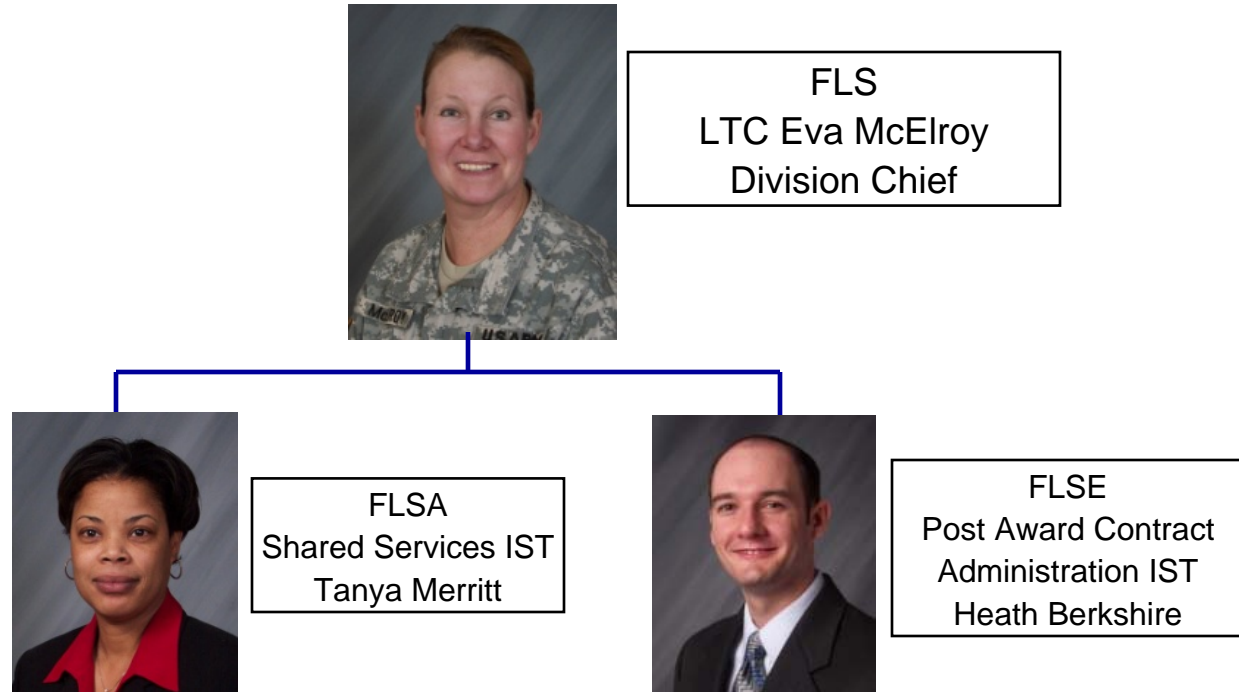 FLS
LTC Eva McElroy
Division Chief
U.S. ARMY
FLSA
Shared Services IST
Tanya Merritt
FLSE
Post Award Contract
Administration IST
Heath Berkshire